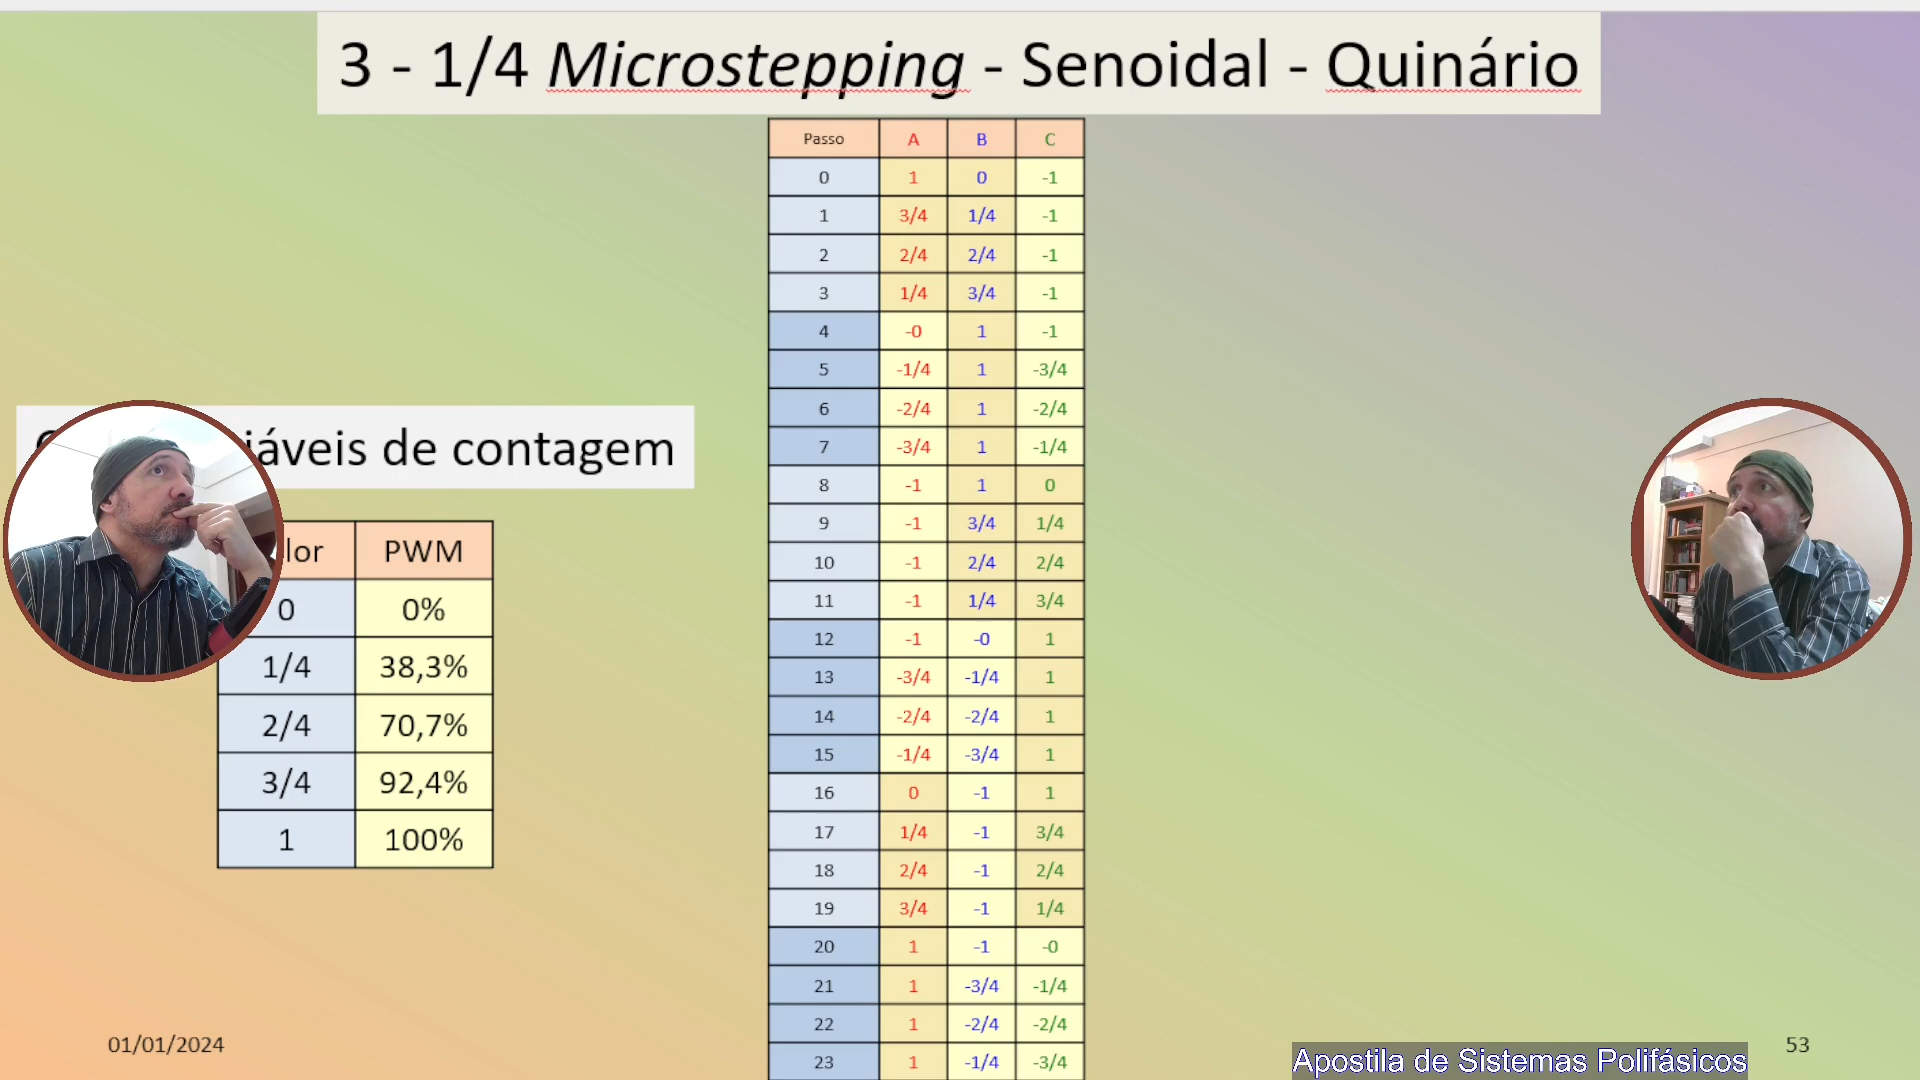 3 - 1/4 Microstepping - Senoidal - Quinário
Passo A B C
0 1 0 -1
1 3/4 1/4 -1
2 2/4 2/4 -1
3 1/4 3/4 -1
4 -0 1 -1
5 -1/4 1 -3/4
6 -2/4 1 -2/4
7 -3/4 1 -1/4
8 -1 1 0
9 -1 3/4 1/4
10 -1 2/4 2/4
11 -1 1/4 3/4
12 -1 -0 1
13 -3/4 -1/4 1
14 -2/4 -2/4 1
15 -1/4 -3/4 1
16 0 -1 1
17 1/4 -1 3/4
18 2/4 -1 2/4
19 3/4 -1 1/4
20 1 -1 -0
21 1 -3/4 -1/4
22 1 -2/4 -2/4
23 1 -1/4 -3/4
de contagem
PWM
0 0%
1/4 38,3%
2/4 70,7%
3/4 92,4%
1 100%
01/01/2024
Apostila de Sistemas Polifásicos
53